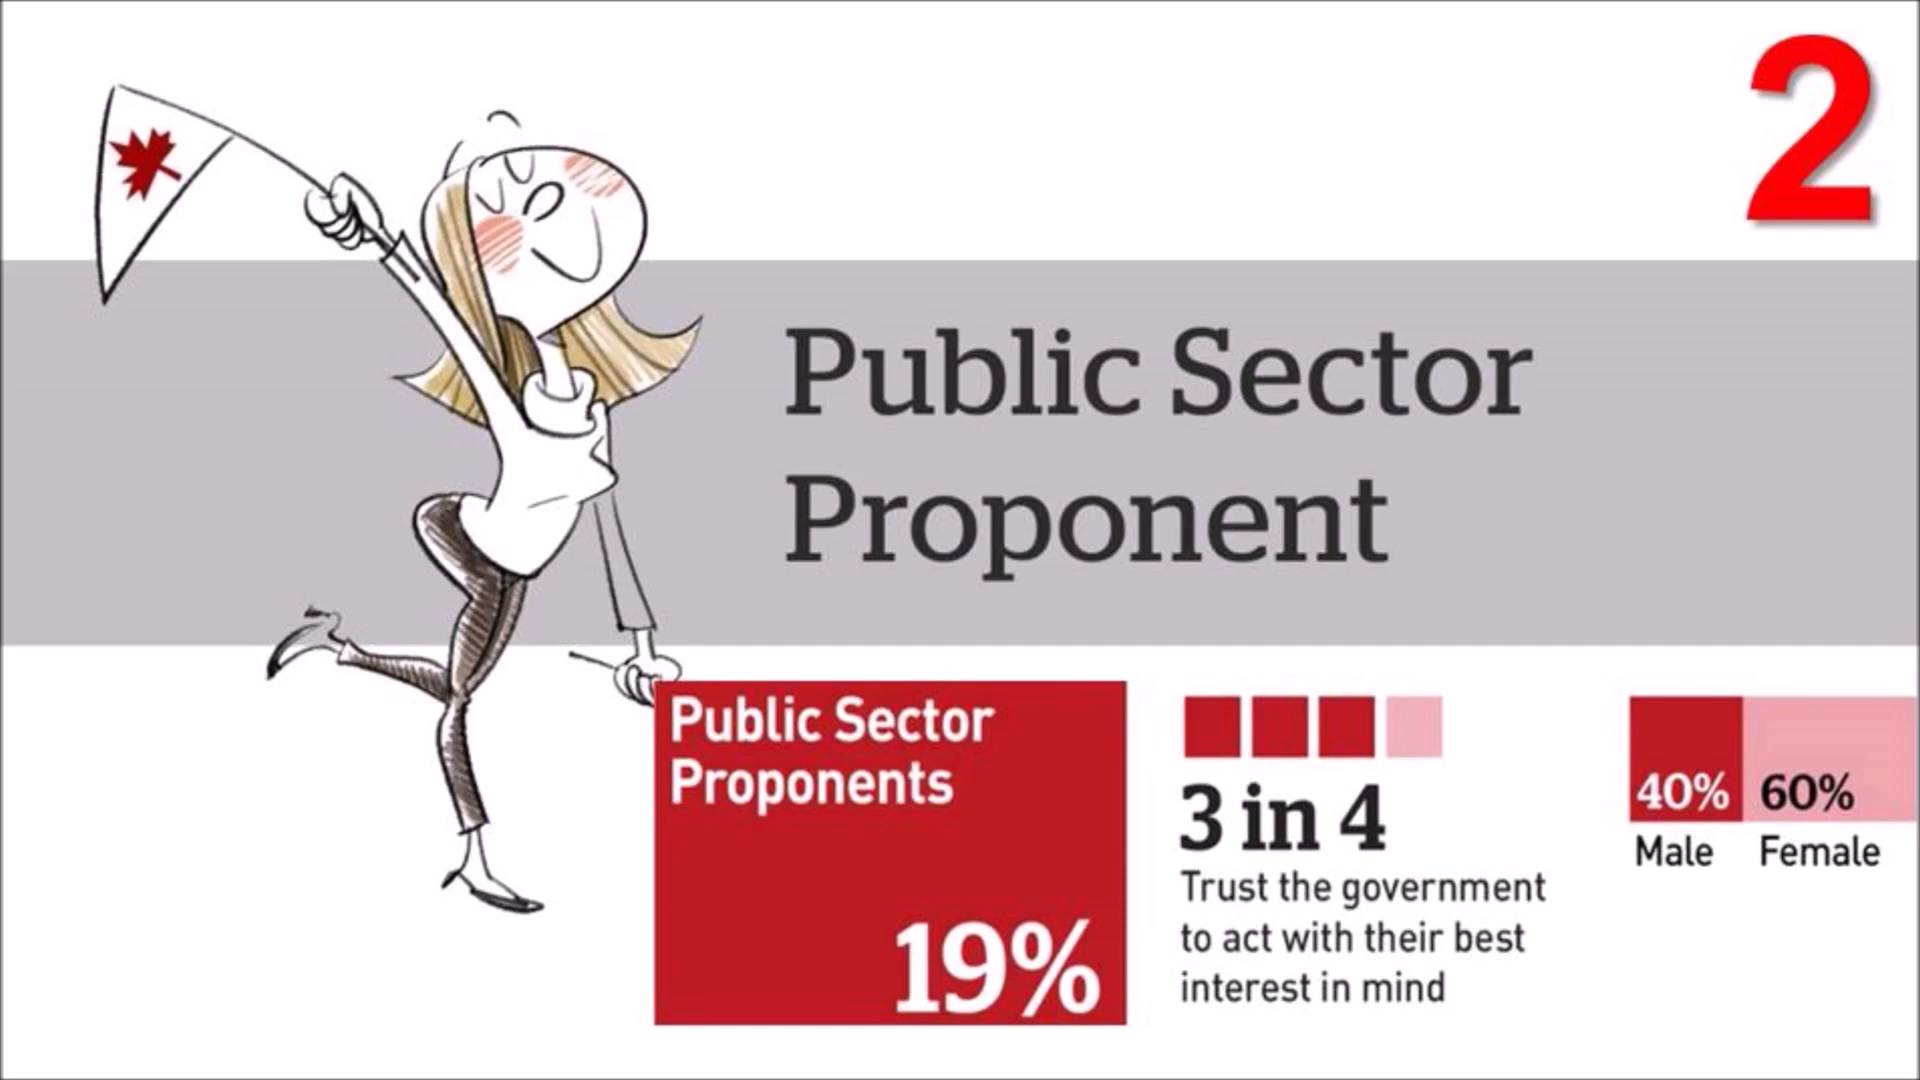 2
Public Sector
Proponent
Public Sector
Proponents
19%
3 in 4
Trust the government
to act with their best
interest in mind
40% 60%
Male Female